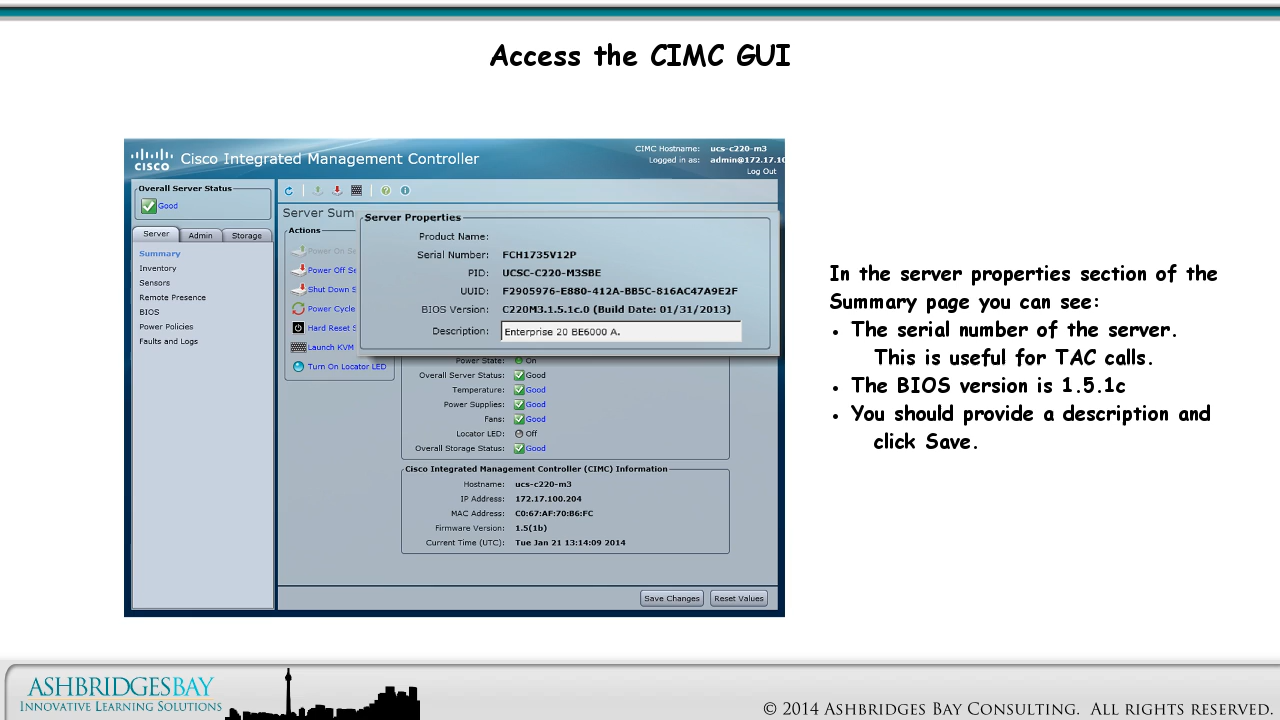 Access the CIMC GUI
CISCO
Cisco Integrated Management Controller
CIMC Hostname: ucs-c220-m3
Logged in as: admin@172.17.10
Log Out
Overall Server Status
Good
Server Admin Storage
Summary
Inventory
Sensors
Remote Presence
BIOS
Power Policies
Faults and Logs
Server Sum
Actions
Power On Se
Power Off Se
Shut Down S
Power Cycle
Hard Reset S
Launch KVM
Turn On Locator LED
Server Properties
Product Name:
Serial Number: FCH1735V12P
PID: UCSC-C220-M3SBE
UUID: F2905976-E880-412A-BB5C-816AC47A9E2F
BIOS Version: C220M3.1.5.1c.0 (Build Date: 01/31/2013)
Description: Enterprise 20 BE6000 A.
Power State: On
Overall Server Status: Good
Temperature: Good
Power Supplies: Good
Fans: Good
Locator LED: Off
Overall Storage Status: Good
Cisco Integrated Management Controller (CIMC) Information
Hostname: ucs-c220-m3
IP Address: 172.17.100.204
MAC Address: C0:67:AF:70:B6:FC
Firmware Version: 1.5(1b)
Current Time (UTC): Tue Jan 21 13:14:09 2014
Save Changes Reset Values
In the server properties section of the
Summary page you can see:
• The serial number of the server.
This is useful for TAC calls.
• The BIOS version is 1.5.1c
• You should provide a description and
click Save.
ASHBRIDGESBAY
INNOVATIVE LEARNING SOLUTIONS
© 2014 ASHBRIDGES BAY CONSULTING. ALL RIGHTS RESERVED.